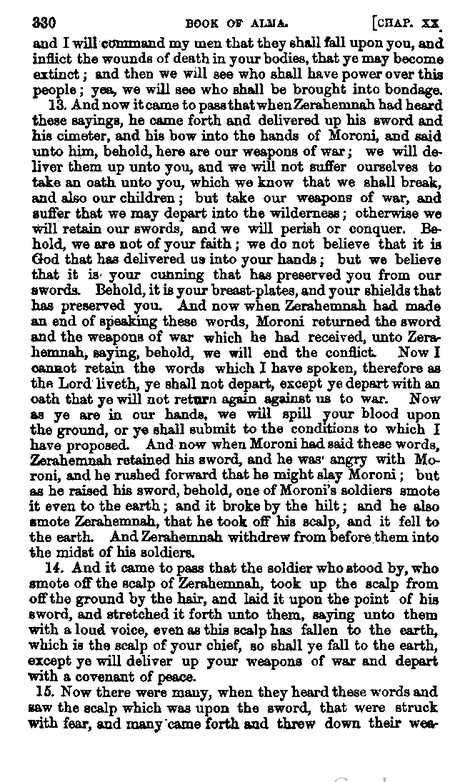 330 BOOK OF ALMA. [CHAP. XX
and I will command my men that they shall fall upon you, and
inflict the wounds of death in your bodies, that ye may become
extinct; and then we will see who shall have power over this
people; yea, we will see who shall be brought into bondage.
13. And now it came to pass that when Zerahemnah had heard
these sayings, he came forth and delivered up his sword and
his cimeter, and his bow into the hands of Moroni, and said
unto him, behold, here are our weapons of war; we will de-
liver them up unto you, and we will not suffer ourselves to
take an oath unto you, which we know that we shall break,
and also our children; but take our weapons of war, and
suffer that we may depart into the wilderness; otherwise we
will retain our swords, and we will perish or conquer. Be-
hold, we are not of your faith; we do not believe that it is
God that has delivered us into your hands; but we believe
that it is your cunning that has preserved you from our
swords. Behold, it is your breast-plates, and your shields that
has preserved you. And now when Zerahemnah had made
an end of speaking these words, Moroni returned the sword
and the weapons of war which he had received, unto Zera-
hemnah, saying, behold, we will end the conflict. Now I
cannot retain the words which I have spoken, therefore as
the Lord liveth, ye shall not depart, except ye depart with an
oath that ye will not return again against us to war. Now
as ye are in our hands, we will spill your blood upon
the ground, or ye shall submit to the conditions to which I
have proposed. And now when Moroni had said these words,
Zerahemnah retained his sword, and he was angry with Mo-
roni, and he rushed forward that he might slay Moroni; but
as he raised his sword, behold, one of Moroni's soldiers smote
it even to the earth; and it broke by the hilt; and he also
smote Zerahemnah, that he took off his scalp, and it fell to
the earth. And Zerahemnah withdrew from before them into
the midst of his soldiers.
14. And it came to pass that the soldier who stood by, who
smote off the scalp of Zerahemnah, took up the scalp from
off the ground by the hair, and laid it upon the point of his
sword, and stretched it forth unto them, saying unto them
with a loud voice, even as this scalp has fallen to the earth,
which is the scalp of your chief, so shall ye fall to the earth,
except ye will deliver up your weapons of war and depart
with a covenant of peace.
15. Now there were many, when they heard these words and
saw the scalp which was upon the sword, that were struck
with fear, and many came forth and threw down their wea-